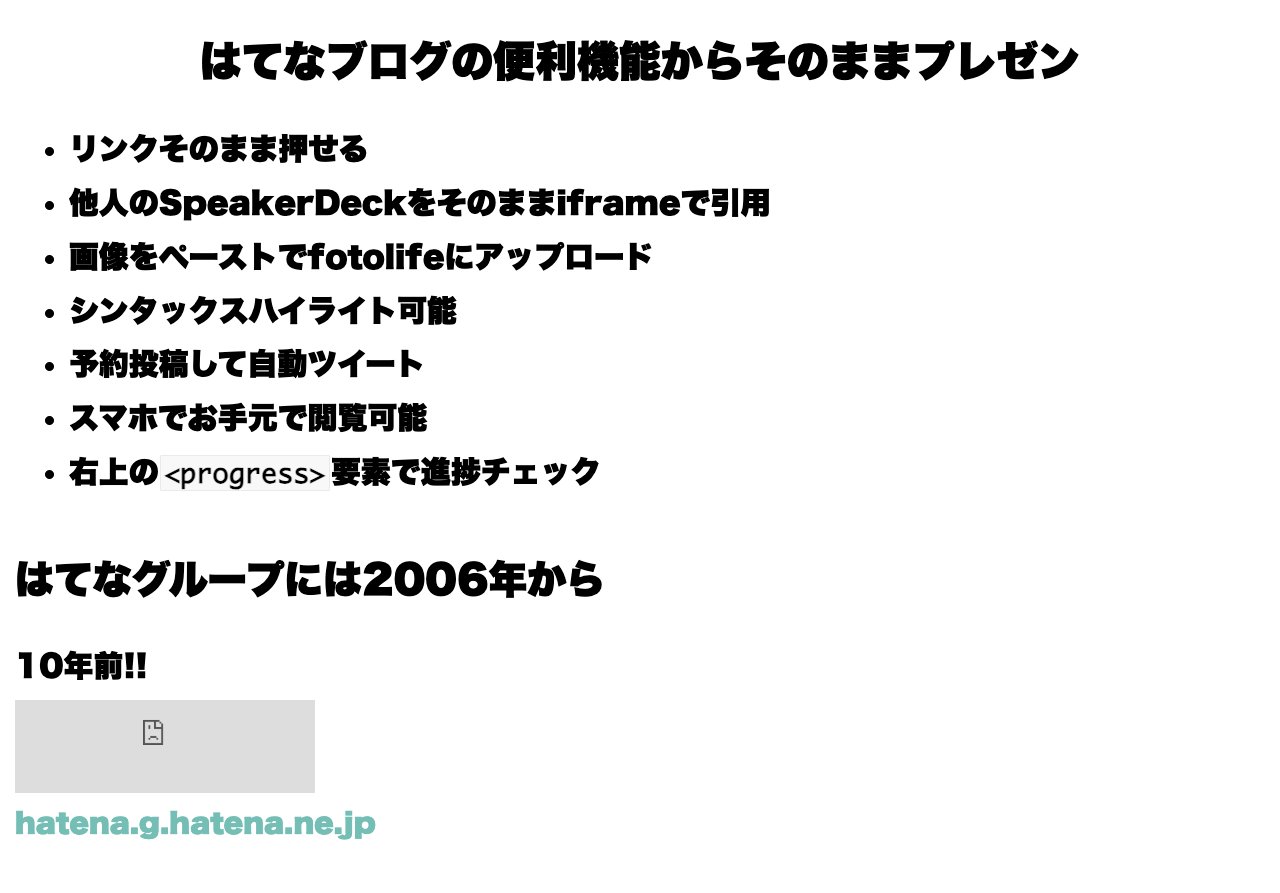 はてなブログの便利機能からそのままプレゼン
• リンクそのまま押せる
• 他人のSpeakerDeckをそのままiframeで引用
• 画像をペーストでfotolifeにアップロード
• シンタックスハイライト可能
• 予約投稿して自動ツイート
• スマホでお手元で閲覧可能
• 右上の<progress>要素で進捗チェック
はてなグループには2006年から
10年前!!
hatena.g.hatena.ne.jp